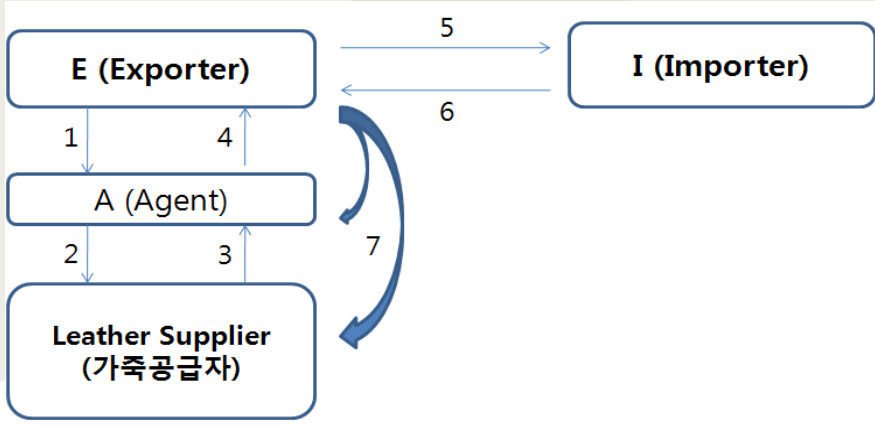 5
E (Exporter)
I (Importer)
6
1
4
A (Agent)
2
3
7
Leather Supplier
(가죽공급자)